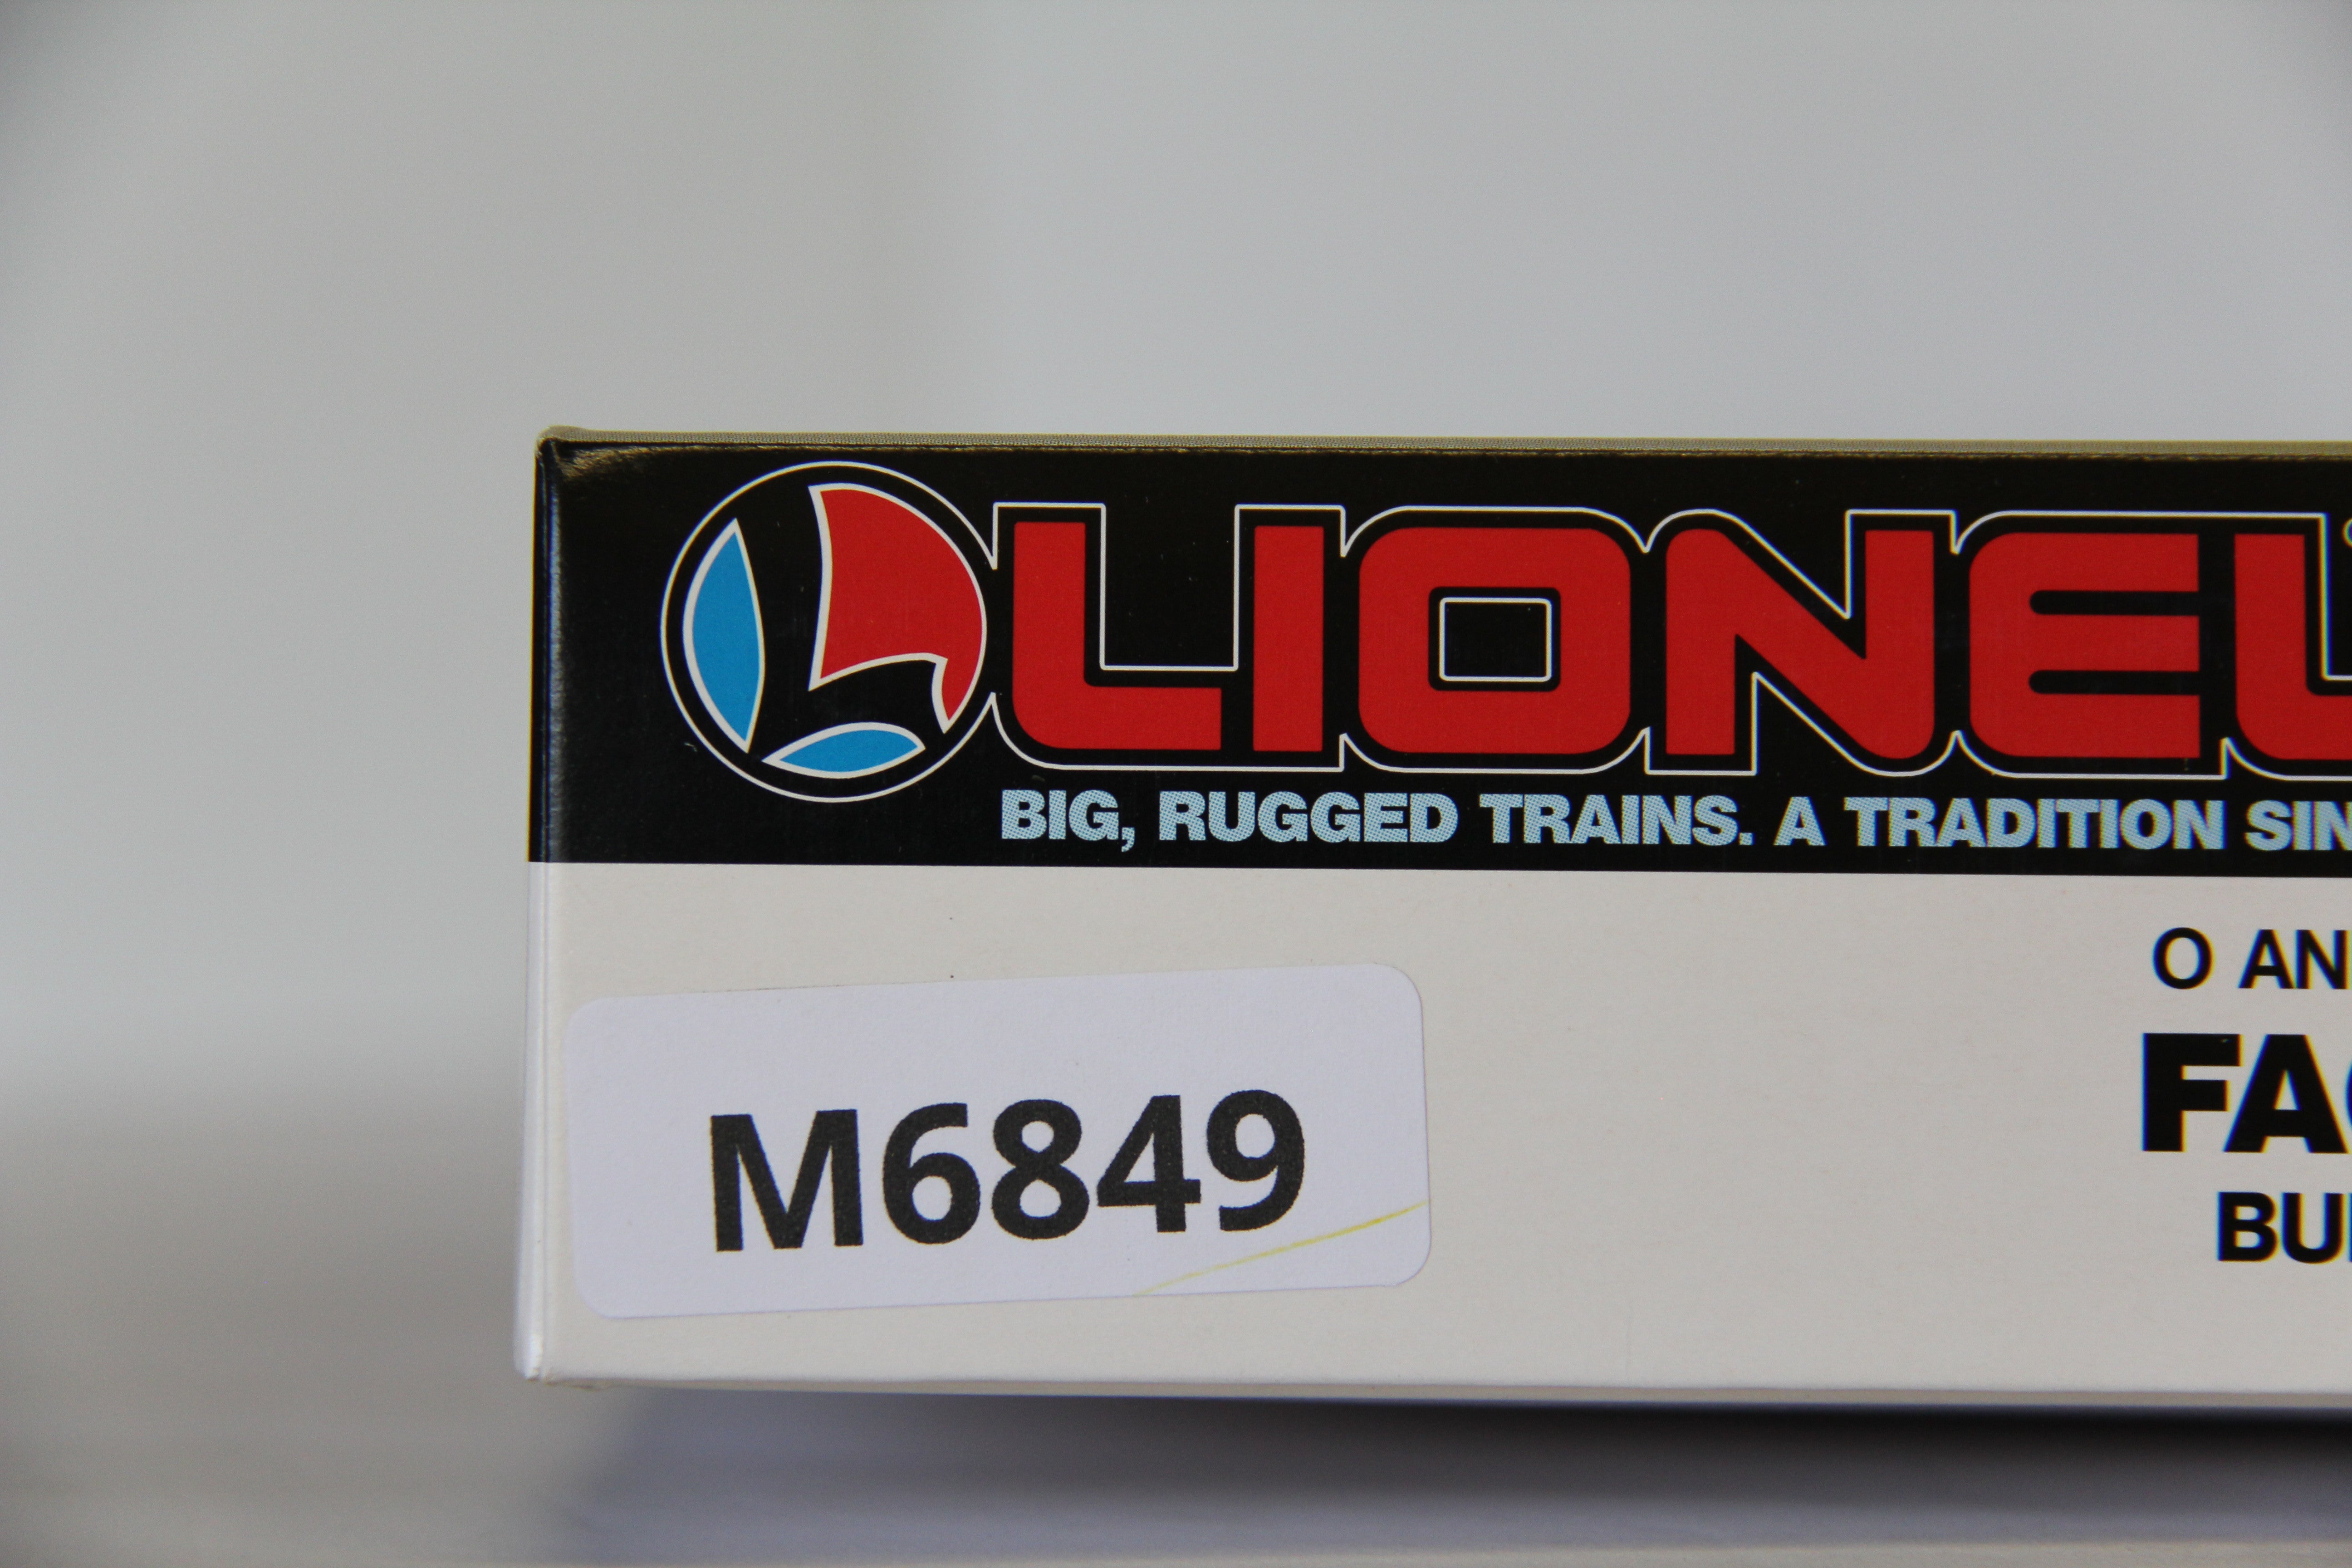 LIONEL
BIG, RUGGED TRAINS. A TRADITION
O
M6849